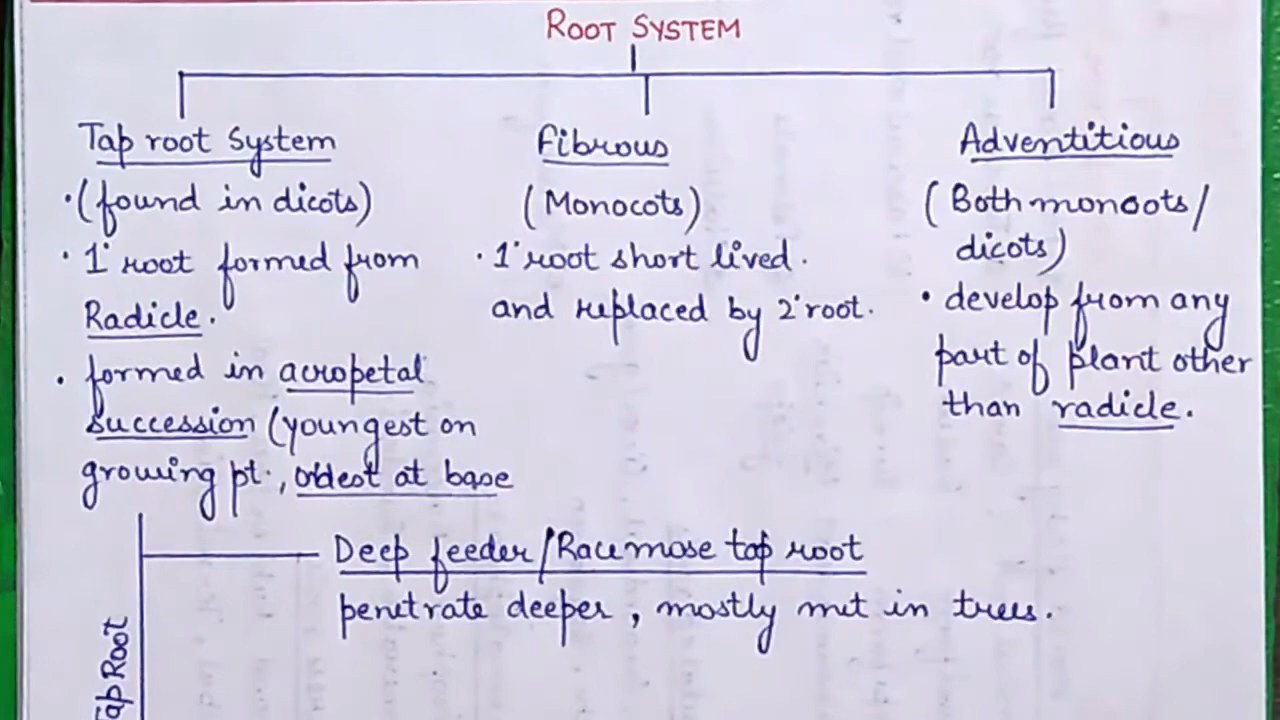 ROOT SYSTEM
Tap root System
·(found in dicots)
· 1° root formed from
Radicle.
· formed in acropetal
succession (youngest on
growing pt., oldest at base
Fibrous
(Monocots)
· 1° root short lived.
and replaced by 2° root.
Adventitious
(Both monocots/
dicots)
· develop from any
part of plant other
than radicle.
Deep feeder/Racemose tap root
penetrate deeper, mostly met in trees.
Tap Root